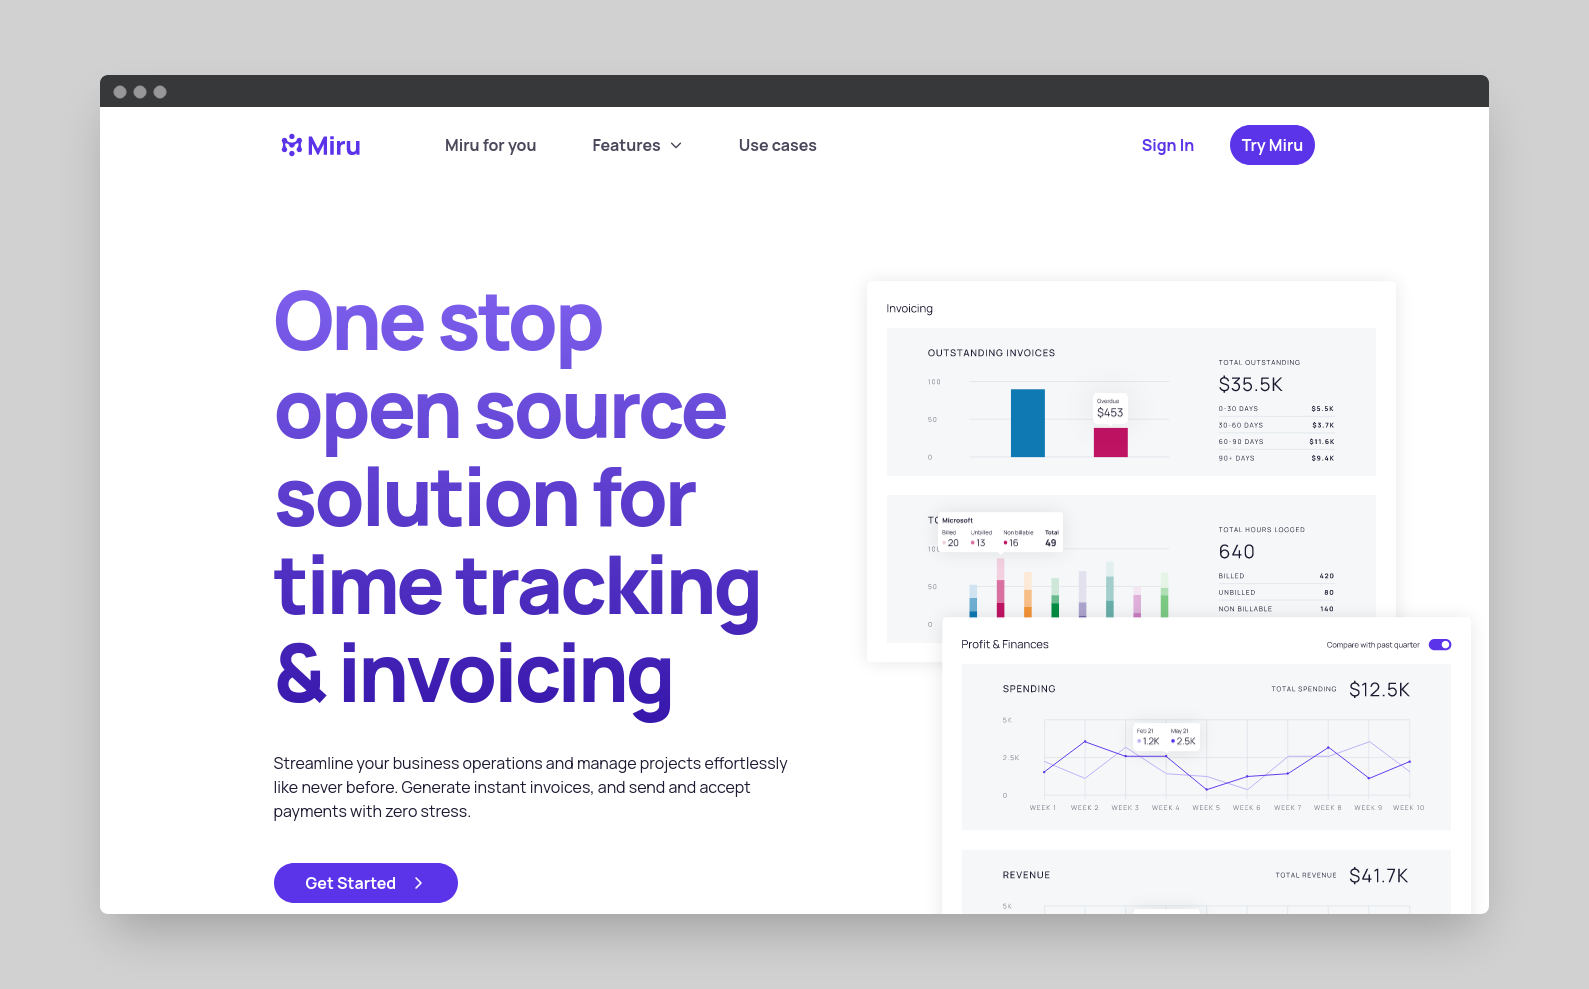 Miru
Miru for you
Features
Use cases
Sign In
Try Miru
One stop
open source
solution for
time tracking
& invoicing
Streamline your business operations and manage projects effortlessly
like never before. Generate instant invoices, and send and accept
payments with zero stress.
Get Started
Invoicing
OUTSTANDING INVOICES
100
50
0
Overdue
$453
TOTAL OUTSTANDING
$35.5K
0-30 DAYS $5.5K
30-60 DAYS $3.7K
60-90 DAYS $11.6K
90+ DAYS $9.4K
Microsoft
Billed Unbilled Non billable Total
20 13 16 49
50
0
TOTAL HOURS LOGGED
640
BILLED 420
UNBILLED 80
NON BILLABLE 140
Profit & Finances
Compare with past quarter
SPENDING
TOTAL SPENDING $12.5K
5K
2.5K
0
Feb 21 May 21
1.2K 2.5K
WEEK 1 WEEK 2 WEEK 3 WEEK 4 WEEK 5 WEEK 6 WEEK 7 WEEK 8 WEEK 9 WEEK 10
REVENUE
TOTAL REVENUE $41.7K
5K